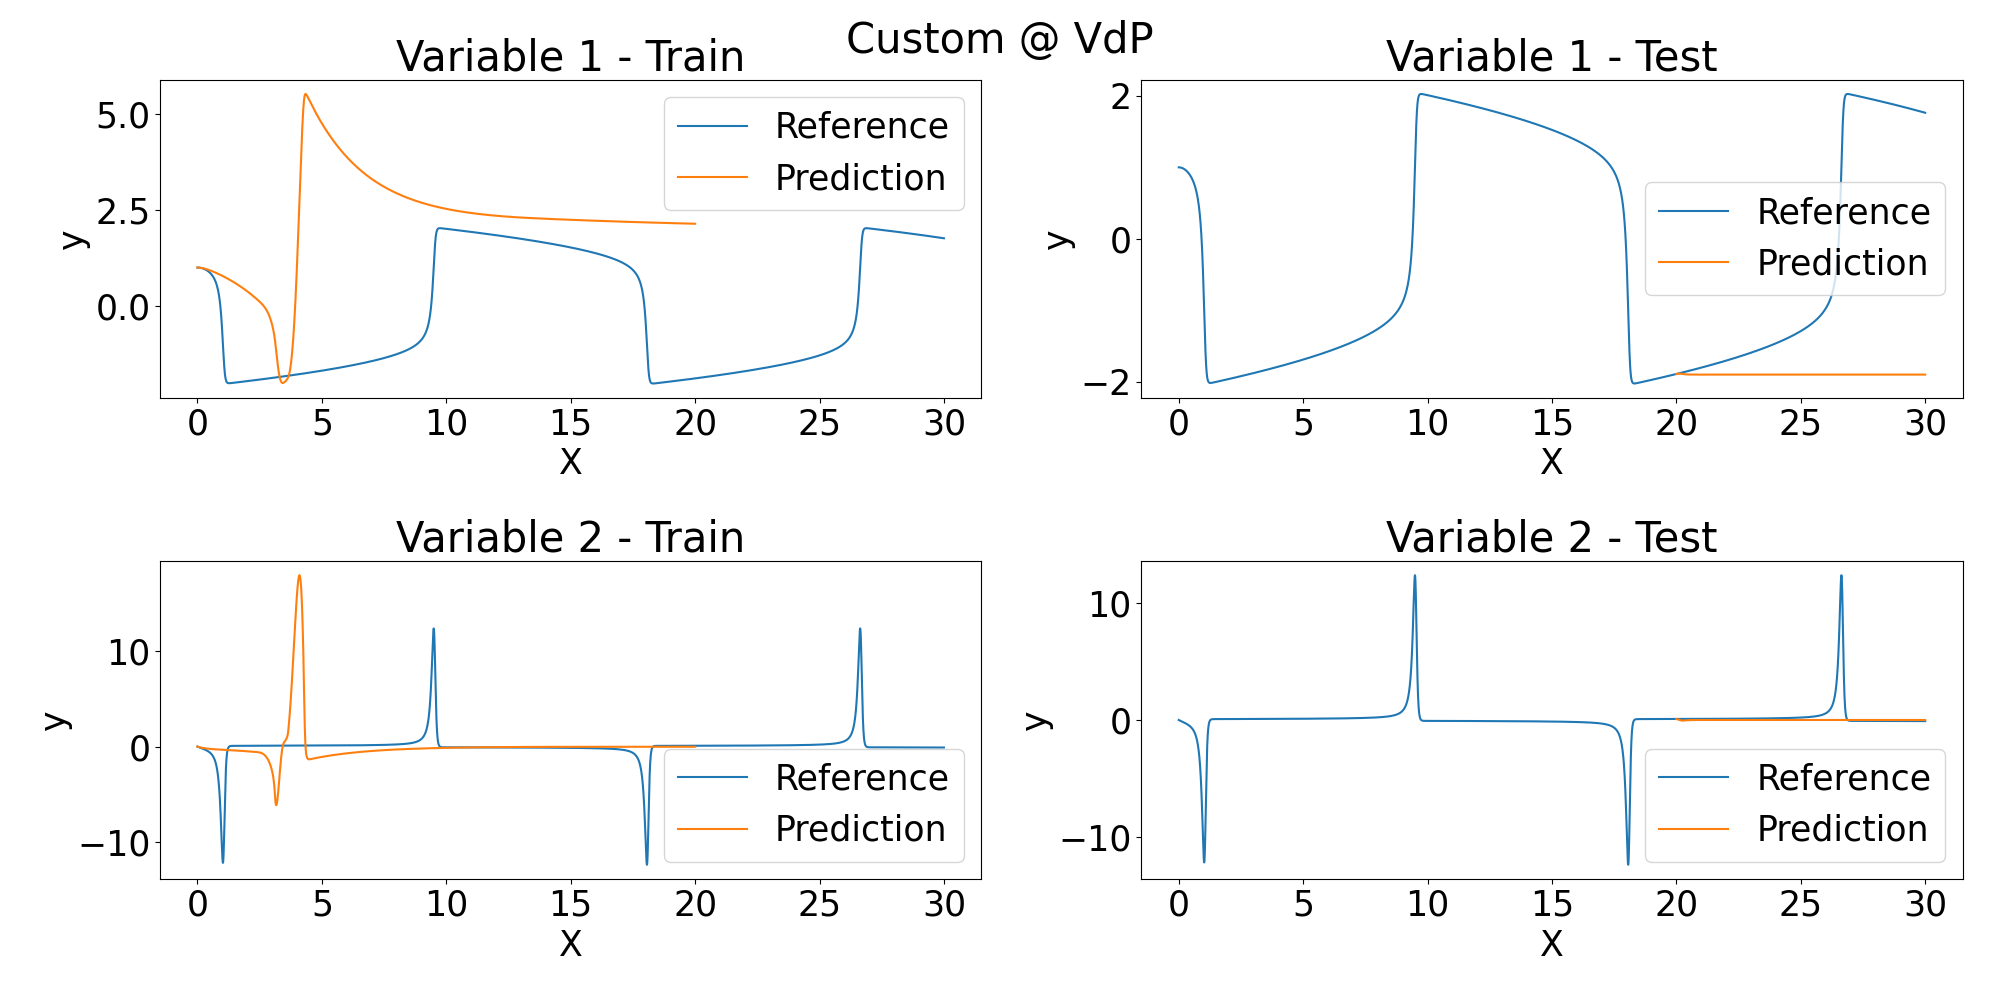 Custom @ VdP
Variable 1 - Train
5.0
2.5
0.0
y
Reference
Prediction
0 5 10 15 20 25 30
X
Variable 1 - Test
2
0
−2
y
Reference
Prediction
0 5 10 15 20 25 30
X
Variable 2 - Train
10
0
−10
y
Reference
Prediction
0 5 10 15 20 25 30
X
Variable 2 - Test
10
0
−10
y
Reference
Prediction
0 5 10 15 20 25 30
X